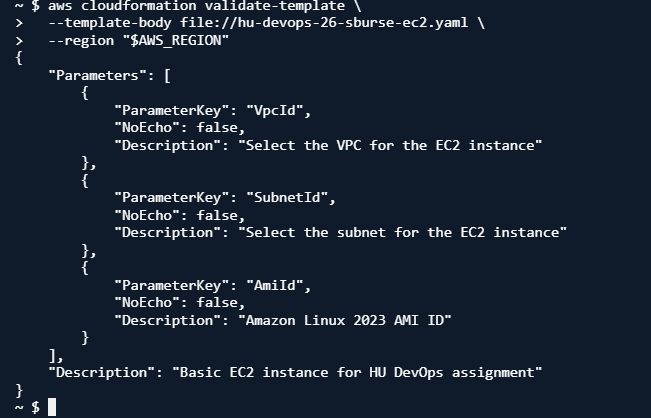 ~ $ aws cloudformation validate-template \
>   --template-body file://hu-devops-26-sburse-ec2.yaml \
>   --region "$AWS_REGION"
{
    "Parameters": [
        {
            "ParameterKey": "VpcId",
            "NoEcho": false,
            "Description": "Select the VPC for the EC2 instance"
        },
        {
            "ParameterKey": "SubnetId",
            "NoEcho": false,
            "Description": "Select the subnet for the EC2 instance"
        },
        {
            "ParameterKey": "AmiId",
            "NoEcho": false,
            "Description": "Amazon Linux 2023 AMI ID"
        }
    ],
    "Description": "Basic EC2 instance for HU DevOps assignment"
}
~ $